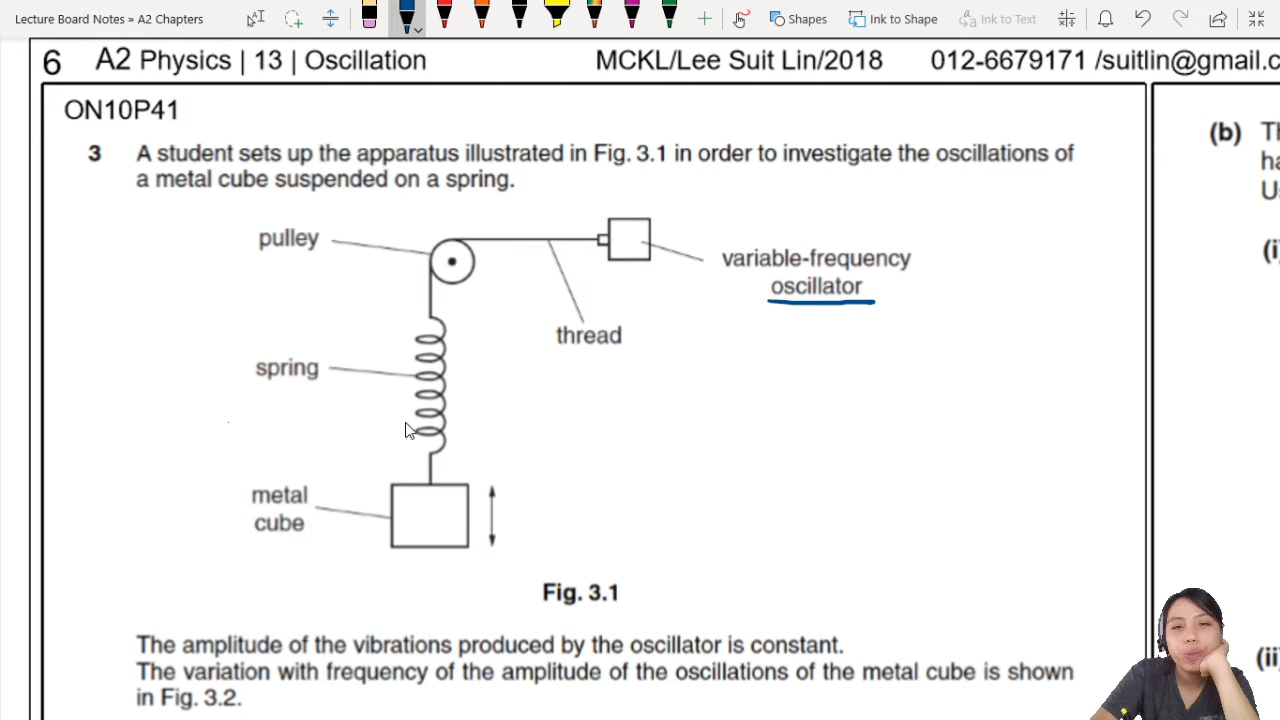 Lecture Board Notes » A2 Chapters
Shapes
Ink to Shape
Ink to Text
6 A2 Physics | 13 | Oscillation MCKL/Lee Suit Lin/2018 012-6679171 /suitlin@gmail.c
ON10P41
3 A student sets up the apparatus illustrated in Fig. 3.1 in order to investigate the oscillations of
a metal cube suspended on a spring.
pulley
variable-frequency
oscillator
thread
spring
metal
cube
Fig. 3.1
The amplitude of the vibrations produced by the oscillator is constant.
The variation with frequency of the amplitude of the oscillations of the metal cube is shown
in Fig. 3.2.
(b) Th
ha
Us
(i)
(ii)